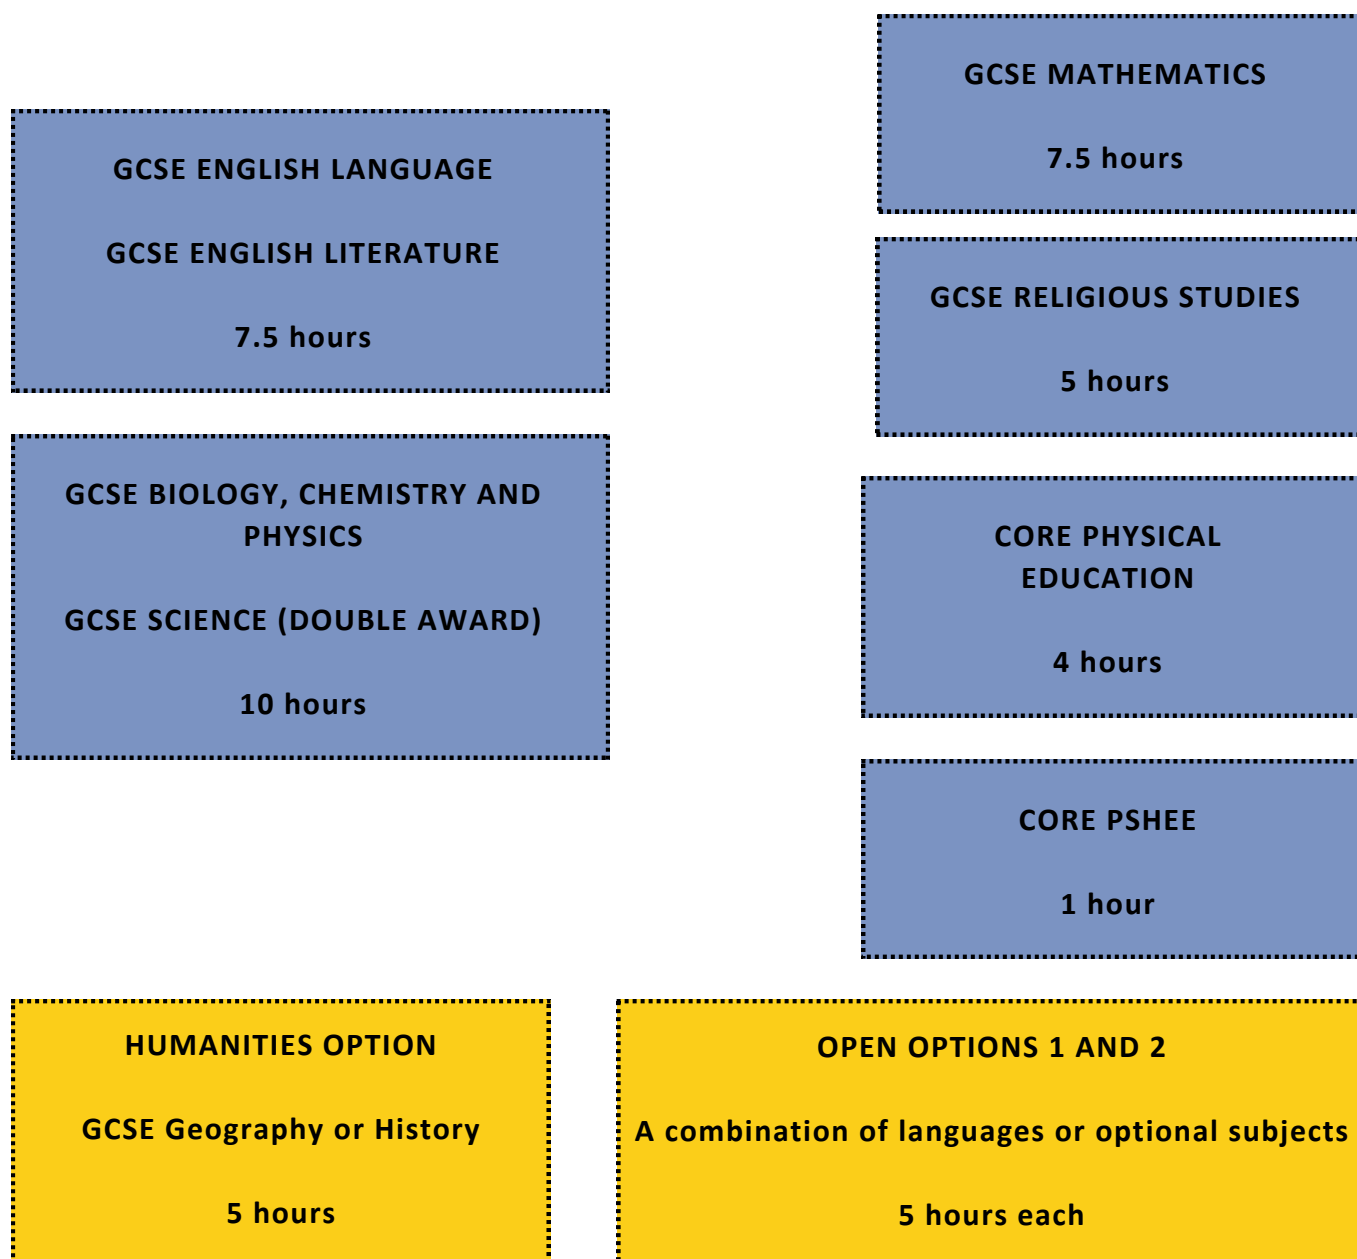 GCSE MATHEMATICS
7.5 hours
GCSE ENGLISH LANGUAGE
GCSE ENGLISH LITERATURE
7.5 hours
GCSE RELIGIOUS STUDIES
5 hours
GCSE BIOLOGY, CHEMISTRY AND
PHYSICS
GCSE SCIENCE (DOUBLE AWARD)
10 hours
CORE PHYSICAL
EDUCATION
4 hours
CORE PSHEE
1 hour
HUMANITIES OPTION
GCSE Geography or History
5 hours
OPEN OPTIONS 1 AND 2
A combination of languages or optional subjects
5 hours each